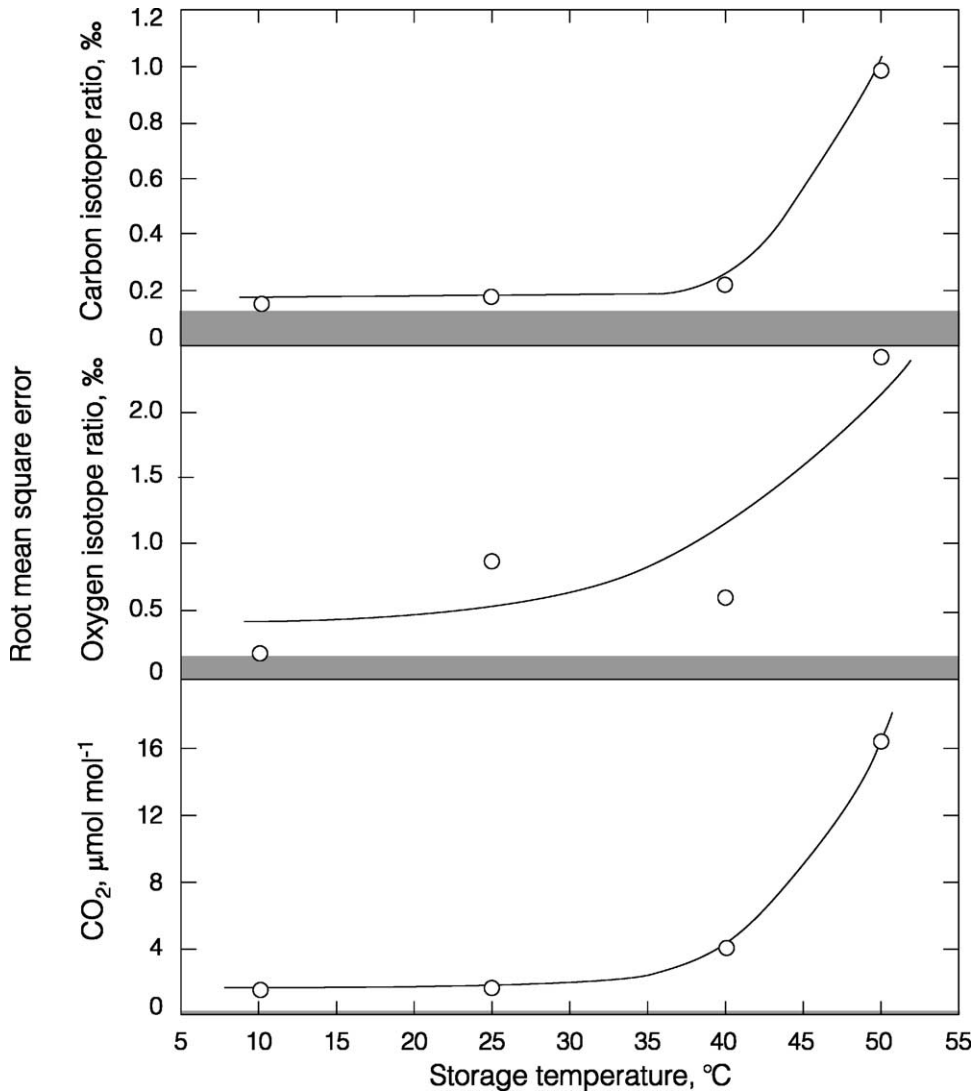 Root mean square error
Carbon isotope ratio, ‰
1.2
1.0
0.8
0.6
0.4
0.2
0
Oxygen isotope ratio, ‰
2.0
1.5
1.0
0.5
0
CO₂, μmol mol⁻¹
16
12
8
4
0
5 10 15 20 25 30 35 40 45 50 55
Storage temperature, °C